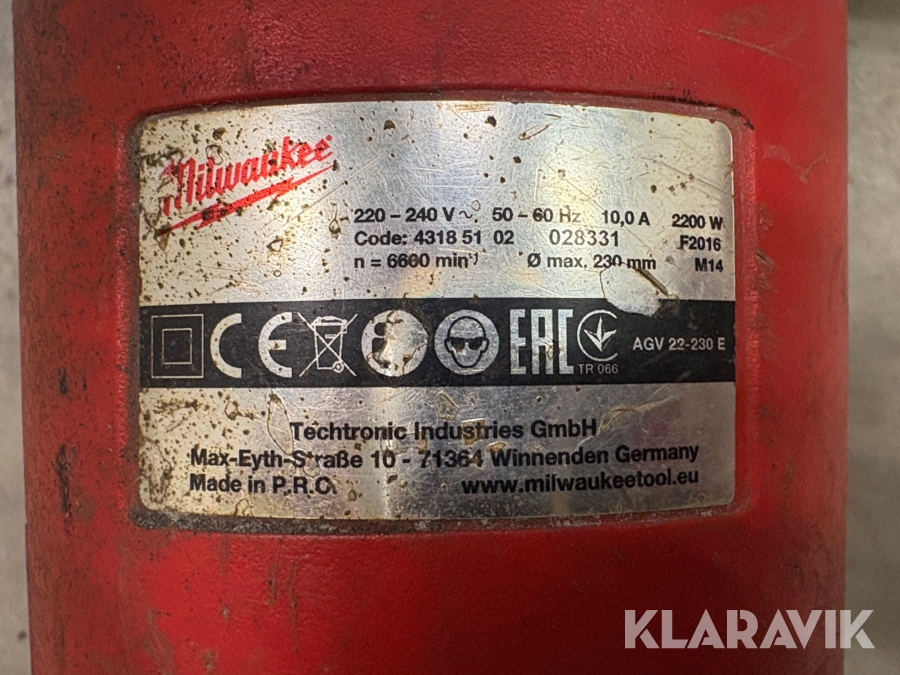 Milwaukee
220 – 240 V ~, 50 – 60 Hz 10,0 A 2200 W
Code: 4318 51 02 028331 F2016
n = 6600 min⁻¹ Ø max. 230 mm M14
CE EAC TR 066 AGV 22-230 E
Techtronic Industries GmbH
Max-Eyth-Straße 10 - 71364 Winnenden Germany
Made in P.R.C. www.milwaukeetool.eu
KLARAVIK